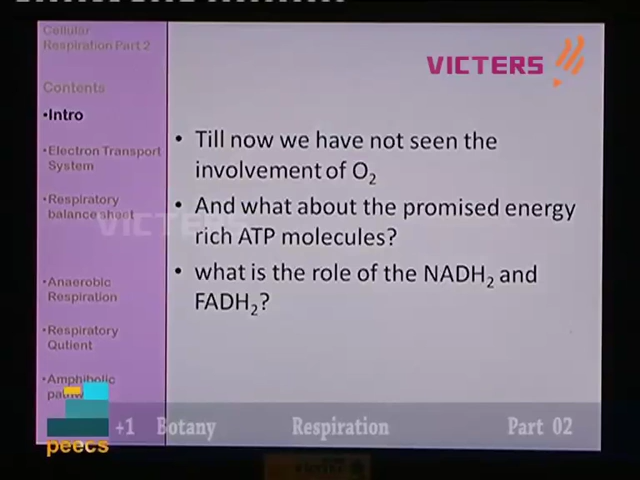 Cellular
Respiration Part 2
VICTERS
Contents
•Intro
•Electron Transport
System
•Respiratory
balance sheet
•Anaerobic
Respiration
•Respiratory
Qutient
•Amphibolic
• Till now we have not seen the
involvement of O2
• And what about the promised energy
rich ATP molecules?
• what is the role of the NADH2 and
FADH2?
VICTERS
peecs
+1 Botany Respiration Part 02